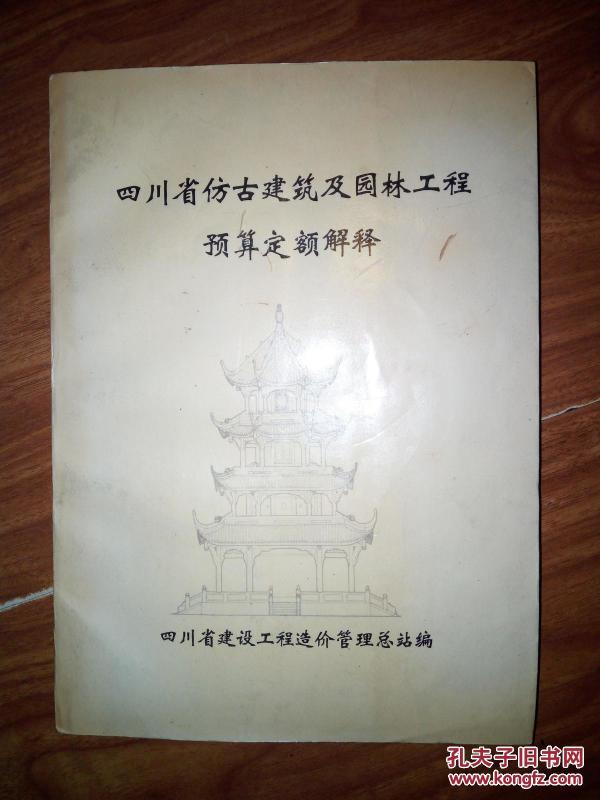 四川省仿古建筑及园林工程
预算定额解释
四川省建设工程造价管理总站编
孔夫子旧书网
www.kongfz.com